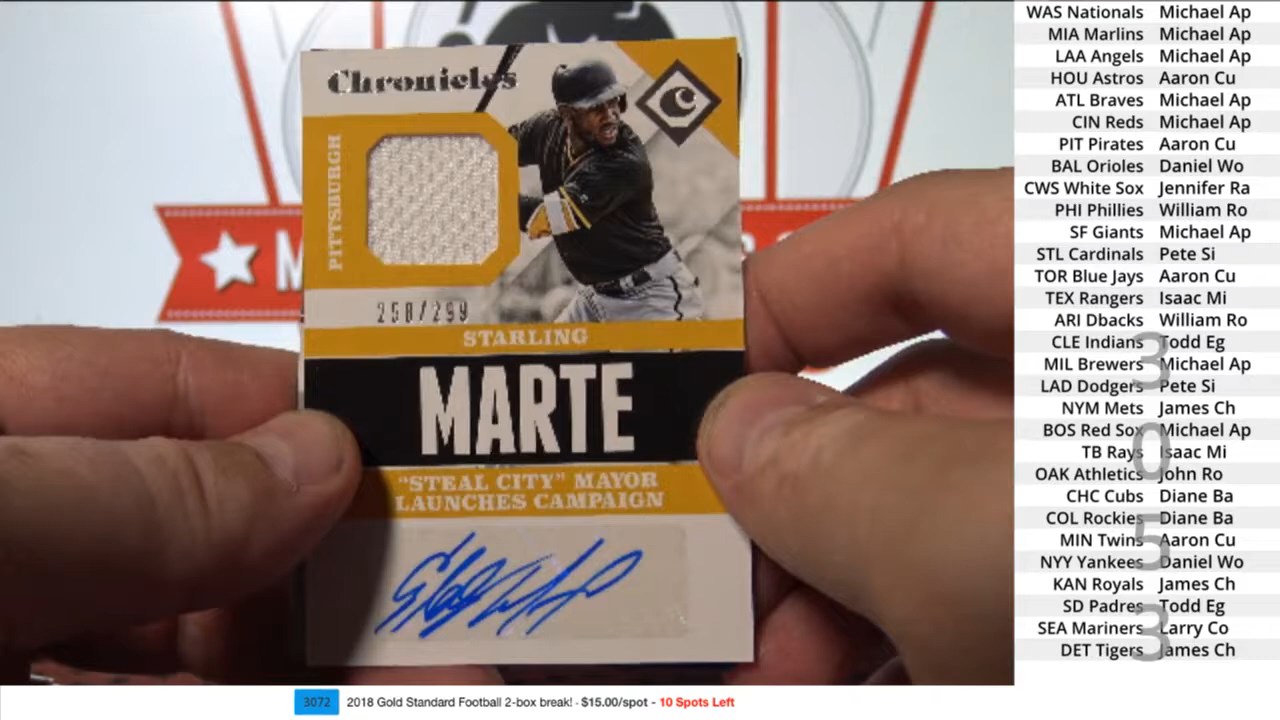 Chronicles
C
PITTSBURGH
258/299
STARLING
MARTE
"STEAL CITY" MAYOR
LAUNCHES CAMPAIGN
M
WAS Nationals Michael Ap
MIA Marlins Michael Ap
LAA Angels Michael Ap
HOU Astros Aaron Cu
ATL Braves Michael Ap
CIN Reds Michael Ap
PIT Pirates Aaron Cu
BAL Orioles Daniel Wo
CWS White Sox Jennifer Ra
PHI Phillies William Ro
SF Giants Michael Ap
STL Cardinals Pete Si
TOR Blue Jays Aaron Cu
TEX Rangers Isaac Mi
ARI Dbacks William Ro
CLE Indians Todd Eg
MIL Brewers Michael Ap
LAD Dodgers Pete Si
NYM Mets James Ch
BOS Red Sox Michael Ap
TB Rays Isaac Mi
OAK Athletics John Ro
CHC Cubs Diane Ba
COL Rockies Diane Ba
MIN Twins Aaron Cu
NYY Yankees Daniel Wo
KAN Royals James Ch
SD Padres Todd Eg
SEA Mariners Larry Co
DET Tigers James Ch
3053
3072 2018 Gold Standard Football 2-box break! - $15.00/spot - 10 Spots Left